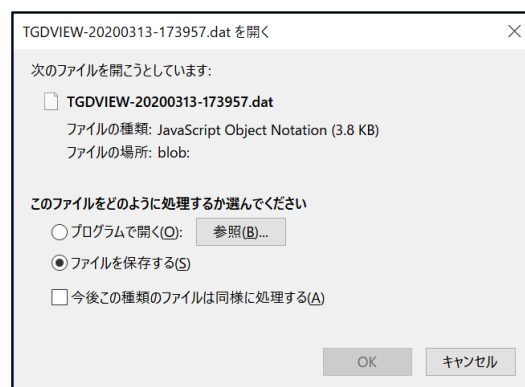 TGDVIEW-20200313-173957.dat を開く
次のファイルを開こうとしています:
TGDVIEW-20200313-173957.dat
ファイルの種類: JavaScript Object Notation (3.8 KB)
ファイルの場所: blob:
このファイルをどのように処理するか選んでください
プログラムで開く(O): 参照(B)...
ファイルを保存する(S)
今後この種類のファイルは同様に処理する(A)
OK キャンセル